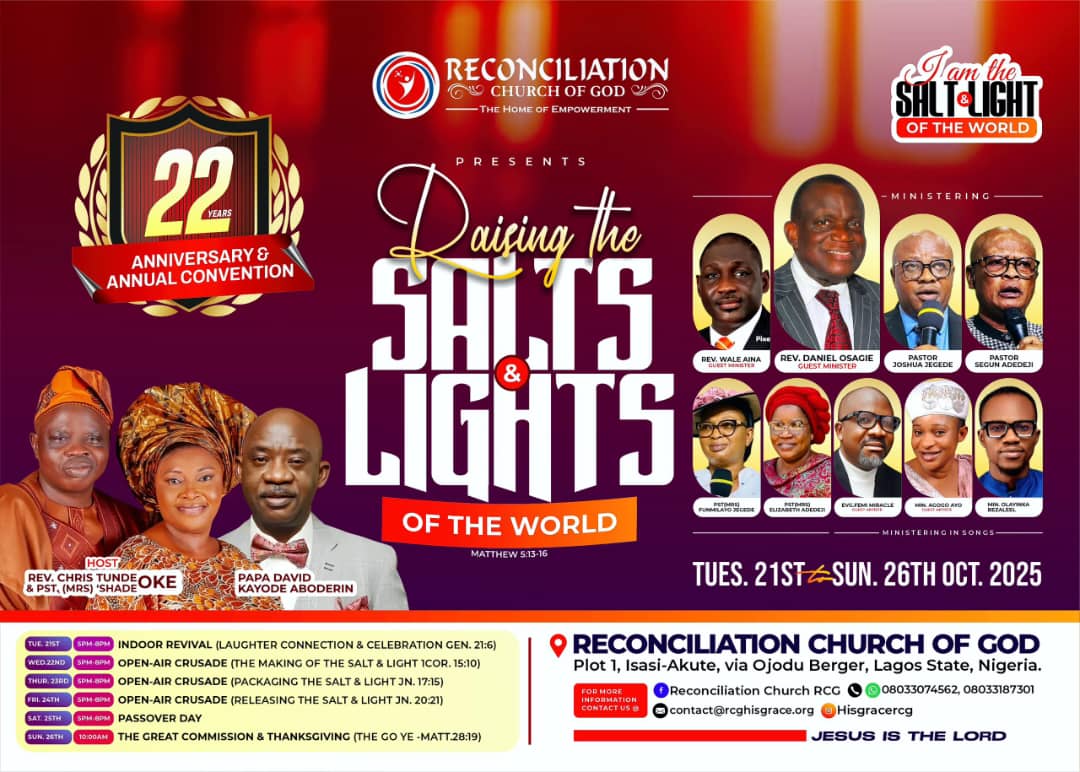 RECONCILIATION
CHURCH OF GOD
THE HOME OF EMPOWERMENT
I am the
SALT & LIGHT
OF THE WORLD
22
YEARS
ANNIVERSARY &
ANNUAL CONVENTION
PRESENTS
Raising the
SALTS
&
LIGHTS
OF THE WORLD
MATTHEW 5:13-16
MINISTERING
REV. WALE AINA
GUEST MINISTER
REV. DANIEL OSAGIE
GUEST MINISTER
PASTOR
JOSHUA JEGEDE
PASTOR
SEGUN ADEDEJI
PST(MRS)
FUNMILAYO JEGEDE
PST(MRS)
ELIZABETH ADEDEJI
EVG. FEMI MIRACLE
GUEST ARTISTE
MIN. AGOGO AYO
GUEST ARTISTE
MIN. OLAYINKA
BEZALEEL
MINISTERING IN SONGS
TUES. 21ST to SUN. 26TH OCT. 2025
HOST
REV. CHRIS TUNDE
& PST, (MRS) 'SHADE OKE
PAPA DAVID
KAYODE ABODERIN
TUE. 21ST 5PM-8PM INDOOR REVIVAL (LAUGHTER CONNECTION & CELEBRATION GEN. 21:6)
WED.22ND 5PM-8PM OPEN-AIR CRUSADE (THE MAKING OF THE SALT & LIGHT 1COR. 15:10)
THUR. 23RD 5PM-8PM OPEN-AIR CRUSADE (PACKAGING THE SALT & LIGHT JN. 17:15)
FRI. 24TH 5PM-8PM OPEN-AIR CRUSADE (RELEASING THE SALT & LIGHT JN. 20:21)
SAT. 25TH 5PM-8PM PASSOVER DAY
SUN. 26TH 10:00AM THE GREAT COMMISSION & THANKSGIVING (THE GO YE -MATT.28:19)
RECONCILIATION CHURCH OF GOD
Plot 1, Isasi-Akute, via Ojodu Berger, Lagos State, Nigeria.
FOR MORE
INFORMATION
CONTACT US @
Reconciliation Church RCG 08033074562, 08033187301
contact@rcghisgrace.org Hisgracercg
JESUS IS THE LORD